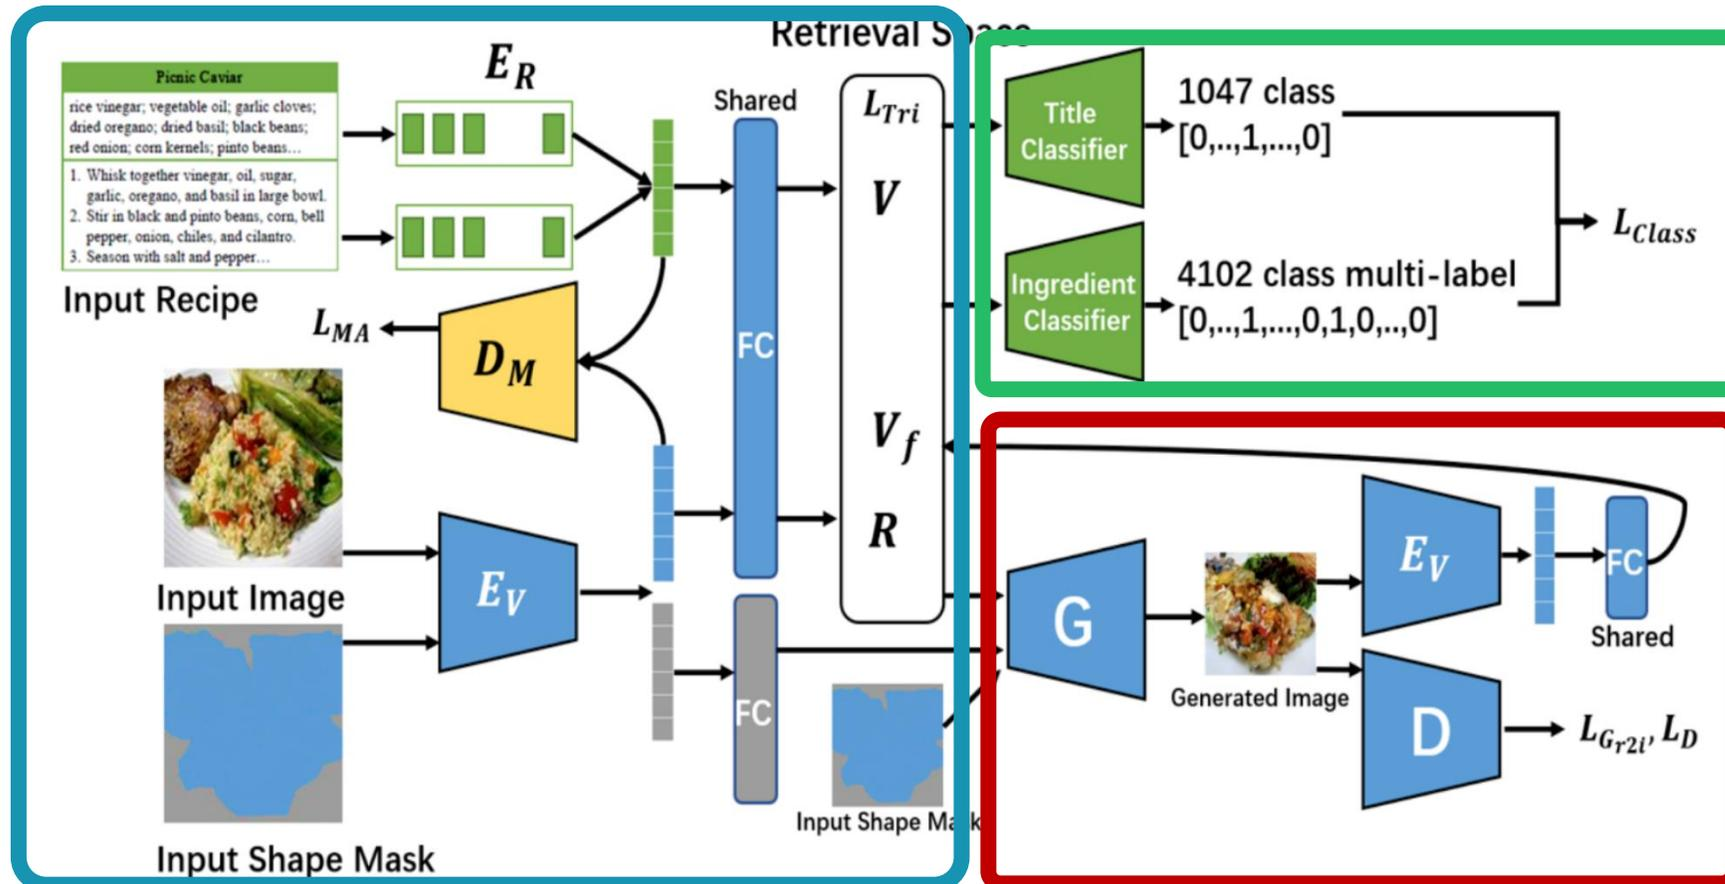 Retrieval Space
Picnic Caviar
rice vinegar; vegetable oil; garlic cloves;
dried oregano; dried basil; black beans;
red onion; corn kernels; pinto beans…
1. Whisk together vinegar, oil, sugar,
garlic, oregano, and basil in large bowl.
2. Stir in black and pinto beans, corn, bell
pepper, onion, chiles, and cilantro.
3. Season with salt and pepper…
Input Recipe
E_R
Shared
FC
L_Tri
V
V_f
R
L_MA
D_M
Input Image
E_V
FC
Input Shape Mask
Input Shape Mask
Title
Classifier
1047 class
[0,..,1,...,0]
Ingredient
Classifier
4102 class multi-label
[0,..,1,...,0,1,0,..,0]
L_Class
G
Generated Image
E_V
FC
Shared
D
L_Gr2i, L_D